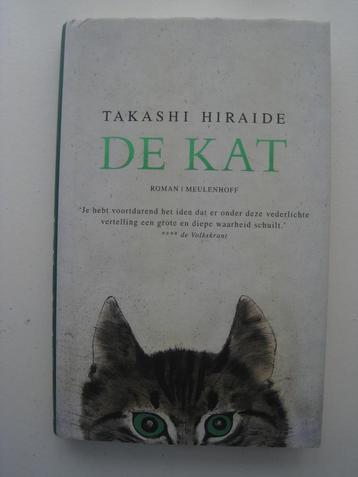 TAKASHI HIRAIDE
DE KAT
ROMAN | MEULENHOFF
‘Je hebt voortdurend het idee dat er onder deze vederlichte
vertelling een grote en diepe waarheid schuilt.’
**** de Volkskrant